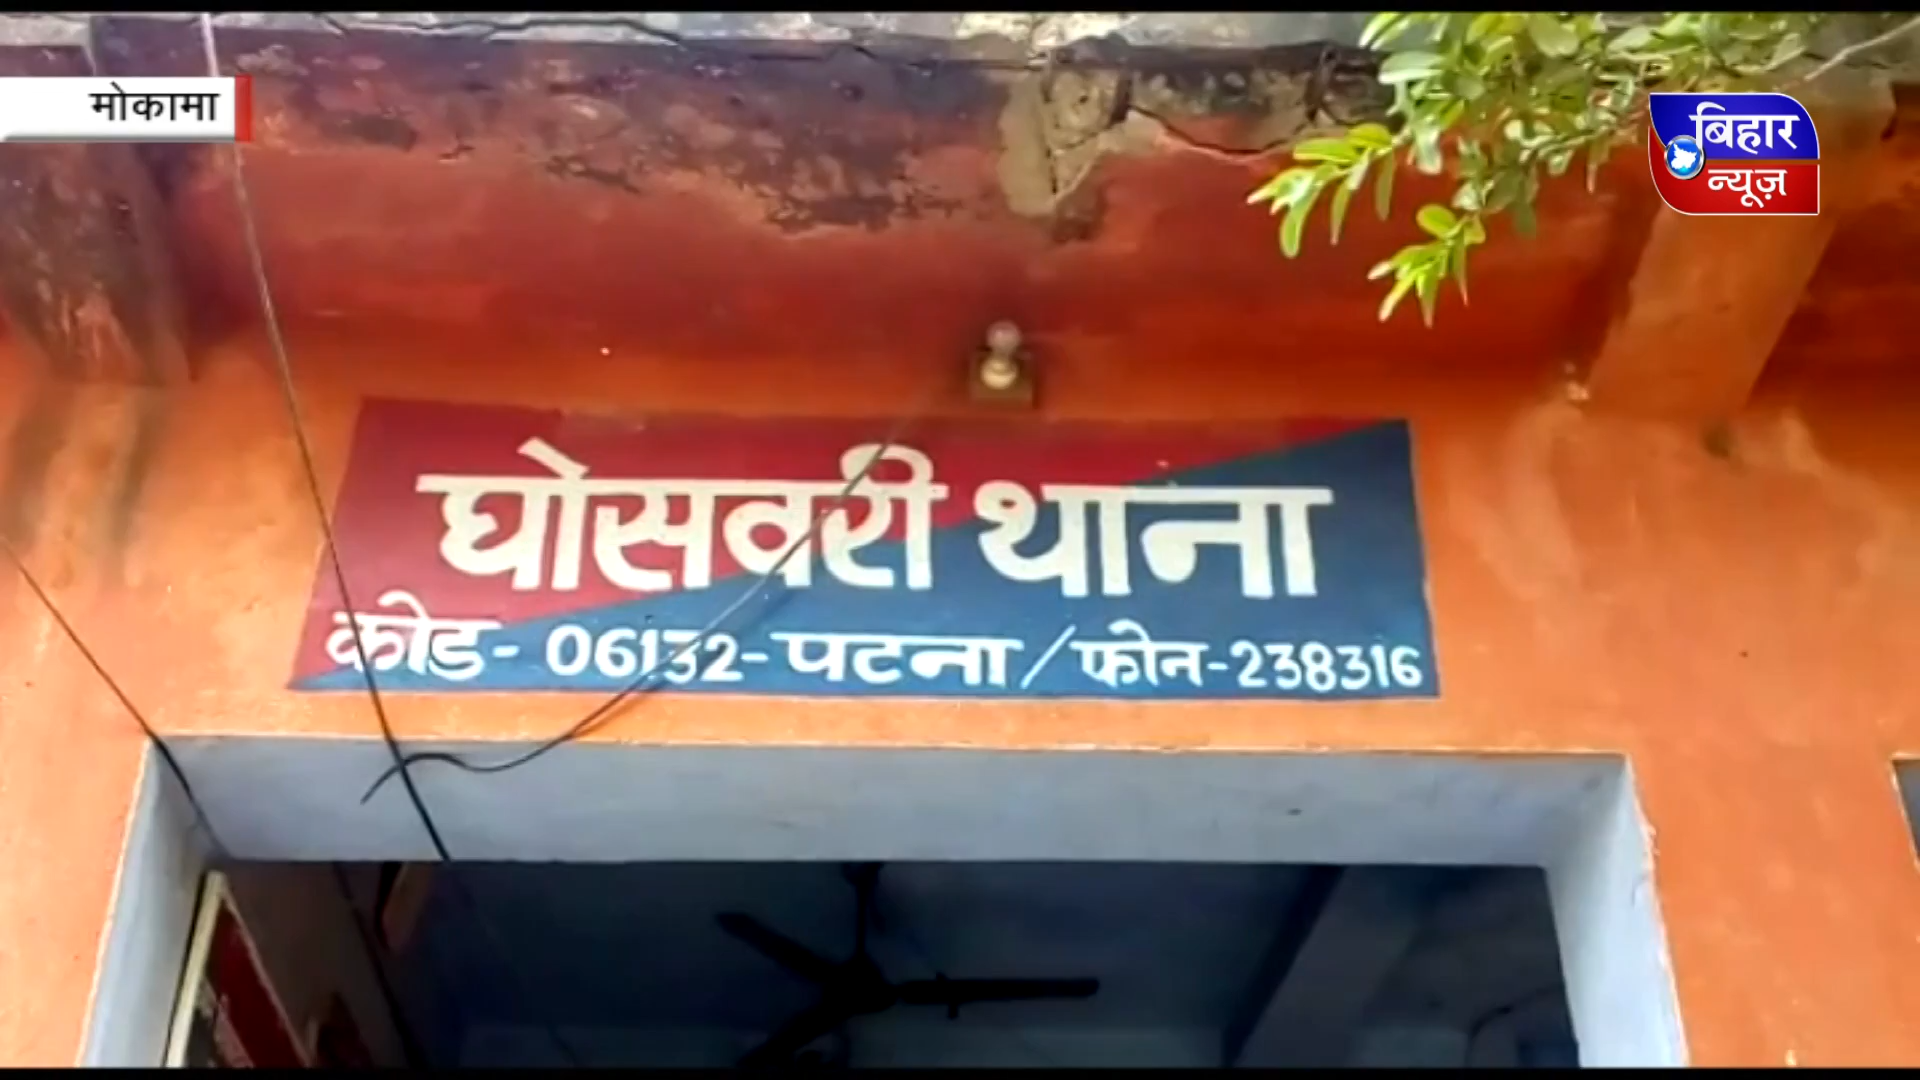 मोकामा
बिहार
न्यूज़
घोसवरी थाना
कोड- 06132-पटना/फोन-238316